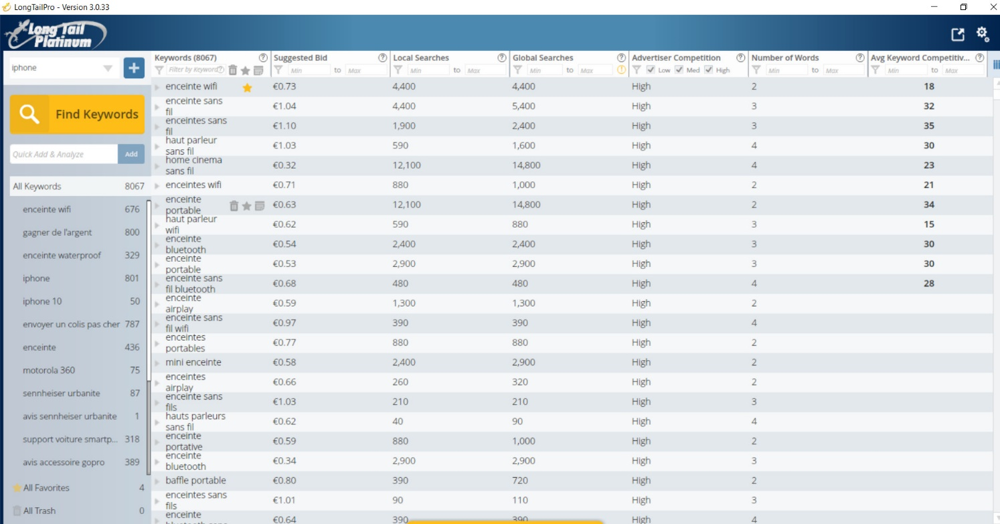 LongTailPro - Version 3.0.33
Long Tail
Platinum
iphone
Find Keywords
Quick Add & Analyze Add
All Keywords 8067
enceinte wifi 676
gagner de l'argent 800
enceinte waterproof 329
iphone 801
iphone 10 50
envoyer un colis pas cher 787
enceinte 436
motorola 360 75
sennheiser urbanite 87
avis sennheiser urbanite 1
support voiture smartp... 318
avis accessoire gopro 389
All Favorites 4
All Trash 0
Keywords (8067) Suggested Bid Local Searches Global Searches Advertiser Competition Number of Words Avg Keyword Competitiv...
Filter by Keyword Min to Max Min to Max Min to Max Low Med High Min to Max Min to Max
enceinte wifi €0.73 4,400 4,400 High 2 18
enceinte sans
fil €1.04 4,400 5,400 High 3 32
enceintes sans
fil €1.10 1,900 2,400 High 3 35
haut parleur
sans fil €1.03 590 1,600 High 4 30
home cinema
sans fil €0.32 12,100 14,800 High 4 23
enceintes wifi €0.71 880 1,000 High 2 21
enceinte
portable €0.63 12,100 14,800 High 2 34
haut parleur
wifi €0.62 590 880 High 3 15
enceinte
bluetooth €0.54 2,400 2,400 High 3 30
enceinte
portable €0.53 2,900 2,900 High 3 30
enceinte sans
fil bluetooth €0.68 480 480 High 4 28
enceinte
airplay €0.59 1,300 1,300 High 2
enceinte sans
fil wifi €0.97 390 390 High 4
enceintes
portables €0.77 880 880 High 2
mini enceinte €0.58 2,400 2,900 High 2
enceintes
airplay €0.66 260 320 High 2
enceinte sans
fils €1.03 210 210 High 3
hauts parleurs
sans fil €0.62 40 90 High 4
enceinte
portative €0.59 880 1,000 High 2
enceinte
bluetooth €0.34 2,900 2,900 High 3
baffle portable €0.80 390 720 High 2
enceintes sans
fils €1.01 90 110 High 3
enceinte
€0.64 390 390 High 4